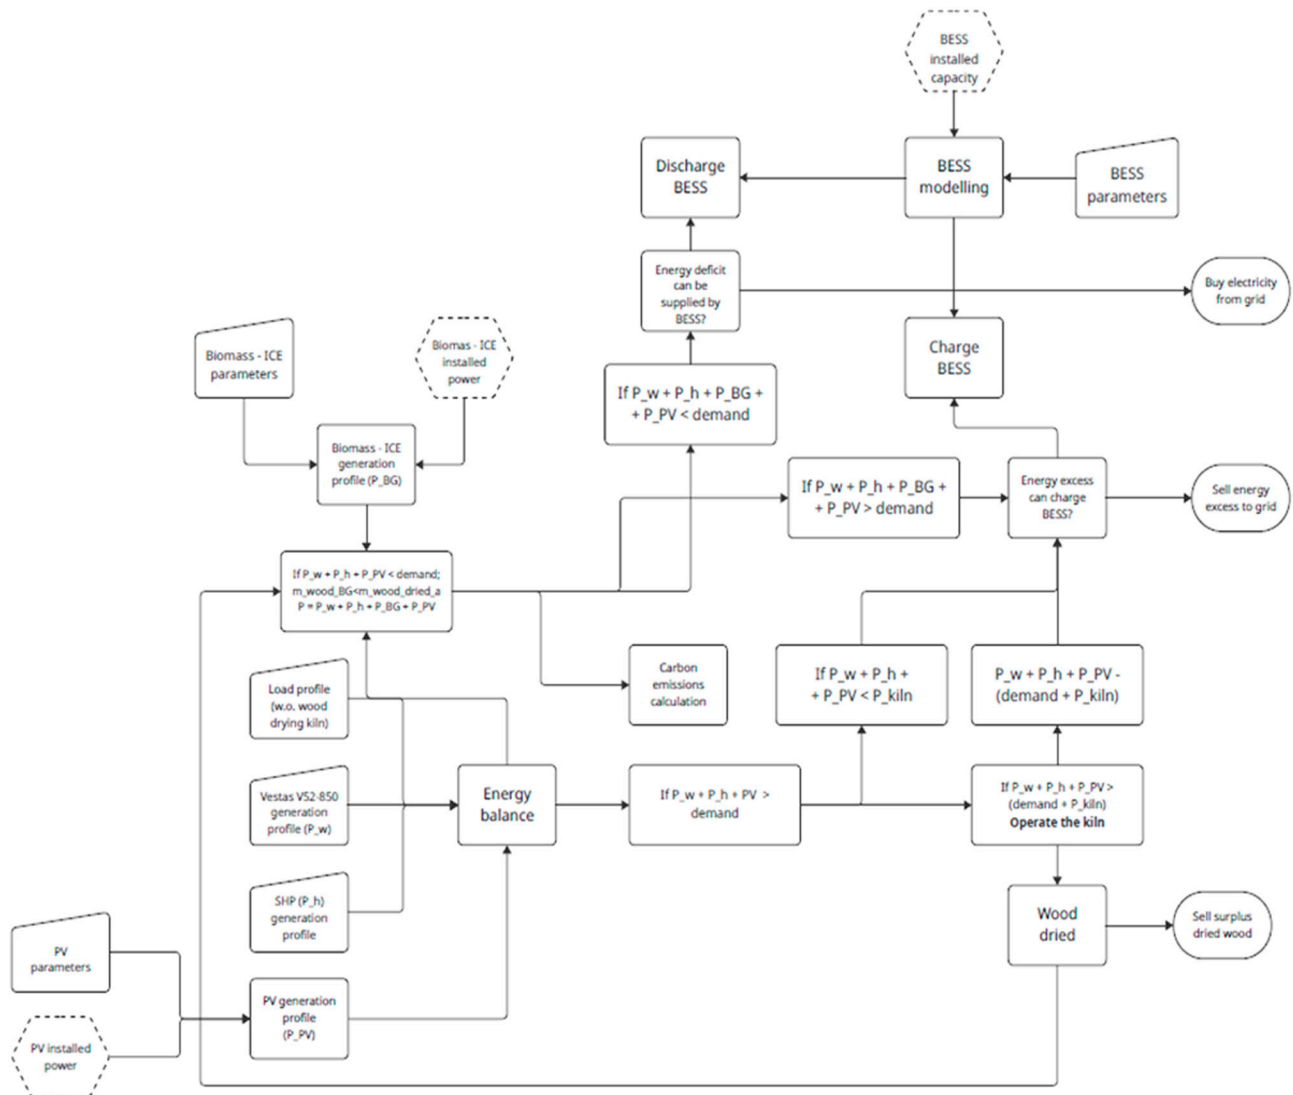 BESS
installed
capacity
Discharge
BESS
BESS
modelling
BESS
parameters
Energy deficit
can be
supplied by
BESS?
Buy electricity
from grid
Biomass - ICE
parameters
Biomas - ICE
installed
power
Charge
BESS
If P_w + P_h + P_BG +
+ P_PV < demand
Biomass - ICE
generation
profile (P_BG)
If P_w + P_h + P_BG +
+ P_PV > demand
Energy excess
can charge
BESS?
Sell energy
excess to grid
If P_w + P_h + P_PV < demand;
m_wood_BG<m_wood_dried_a
P = P_w + P_h + P_BG + P_PV
Load profile
(w.o. wood
drying kiln)
Carbon
emissions
calculation
If P_w + P_h +
+ P_PV < P_kiln
P_w + P_h + P_PV -
(demand + P_kiln)
Vestas V52-850
generation
profile (P_w)
Energy
balance
If P_w + P_h + PV >
demand
If P_w + P_h + P_PV >
(demand + P_kiln)
Operate the kiln
SHP (P_h)
generation
profile
Wood
dried
Sell surplus
dried wood
PV
parameters
PV generation
profile
(P_PV)
PV installed
power